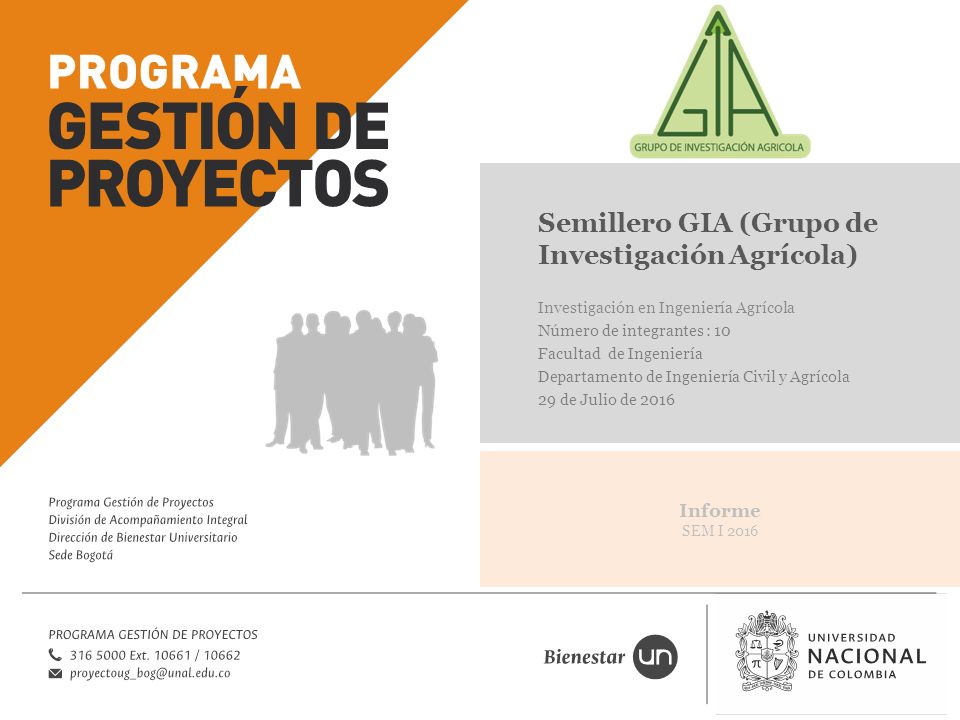 PROGRAMA
GESTIÓN DE
PROYECTOS
GIA
GRUPO DE INVESTIGACIÓN AGRICOLA
Semillero GIA (Grupo de
Investigación Agrícola)
Investigación en Ingeniería Agrícola
Número de integrantes : 10
Facultad de Ingeniería
Departamento de Ingeniería Civil y Agrícola
29 de Julio de 2016
Informe
SEM I 2016
Programa Gestión de Proyectos
División de Acompañamiento Integral
Dirección de Bienestar Universitario
Sede Bogotá
PROGRAMA GESTIÓN DE PROYECTOS
316 5000 Ext. 10661 / 10662
proyectoug_bog@unal.edu.co
Bienestar un
UNIVERSIDAD
NACIONAL
DE COLOMBIA